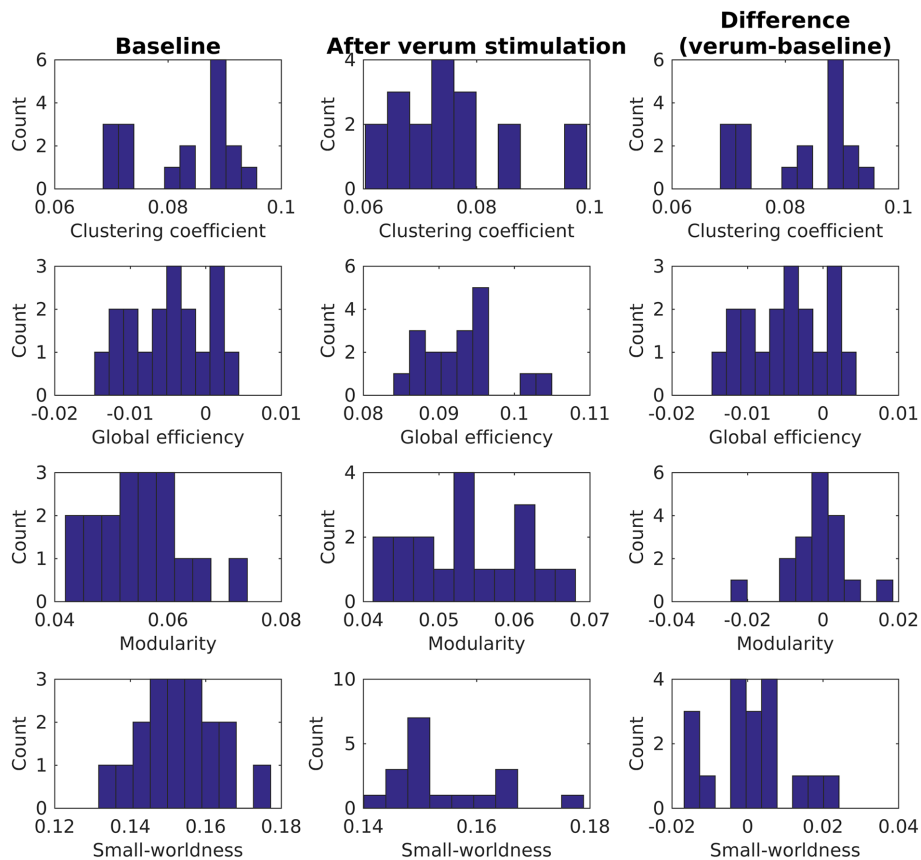 Baseline
After verum stimulation
Difference
(verum-baseline)
6
4
2
0
Count
0.06 0.08 0.1
Clustering coefficient
4
2
0
Count
0.06 0.08 0.1
Clustering coefficient
6
4
2
0
Count
0.06 0.08 0.1
Clustering coefficient
3
2
1
0
Count
-0.02 -0.01 0 0.01
Global efficiency
6
4
2
0
Count
0.08 0.09 0.1 0.11
Global efficiency
3
2
1
0
Count
-0.02 -0.01 0 0.01
Global efficiency
3
2
1
0
Count
0.04 0.06 0.08
Modularity
4
3
2
1
0
Count
0.04 0.05 0.06 0.07
Modularity
6
4
2
0
Count
-0.04 -0.02 0 0.02
Modularity
3
2
1
0
Count
0.12 0.14 0.16 0.18
Small-worldness
10
5
0
Count
0.14 0.16 0.18
Small-worldness
4
2
0
Count
-0.02 0 0.02 0.04
Small-worldness